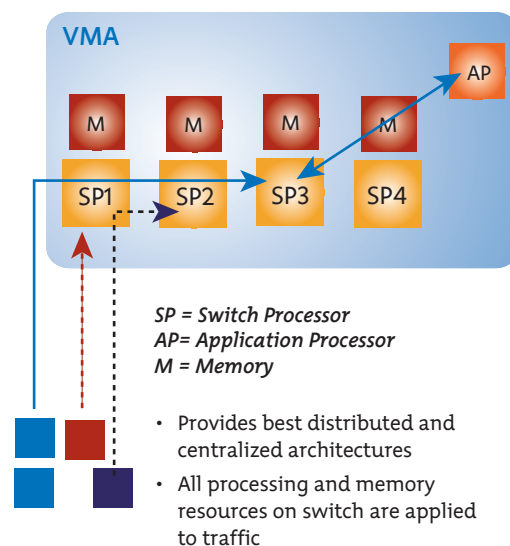 VMA
AP
M M M M
SP1 SP2 SP3 SP4
SP = Switch Processor
AP= Application Processor
M = Memory
• Provides best distributed and
centralized architectures
• All processing and memory
resources on switch are applied
to traffic